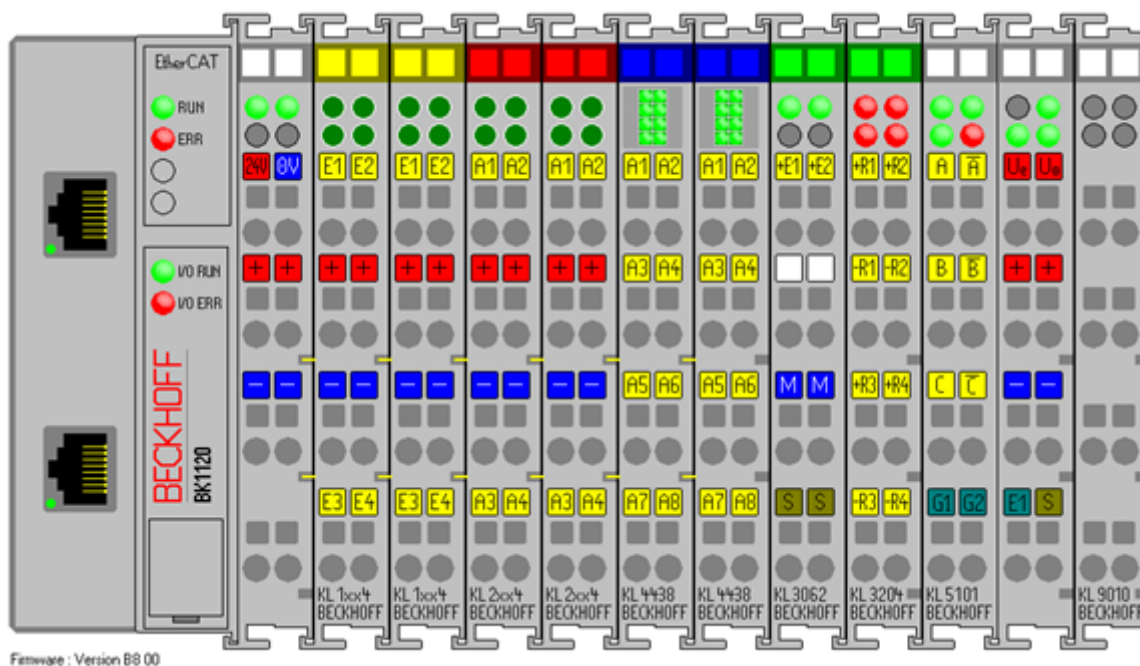 EtherCAT
RUN
ERR
I/O RUN
I/O ERR
BECKHOFF
BK1120
24V 0V E1 E2 E1 E2 A1 A2 A1 A2 A1 A2 A1 A2 +E1 +E2 +R1 +R2 A A̅
+ + + + + + + + + + A3 A4 A3 A4 -R1 -R2 B B̅ + +
− − − − − − − − − − A5 A6 A5 A6 M M +R3 +R4 C C̅ − −
E3 E4 E3 E4 A3 A4 A3 A4 A7 A8 A7 A8 S S -R3 -R4 G1 G2 E1 S
KL 1xx4 KL 1xx4 KL 2xx4 KL 2xx4 KL 4438 KL 4438 KL 3062 KL 3204 KL 5101 KL 9010
BECKHOFF BECKHOFF BECKHOFF BECKHOFF BECKHOFF BECKHOFF BECKHOFF BECKHOFF BECKHOFF BECKHOFF
Firmware : Version B8 00